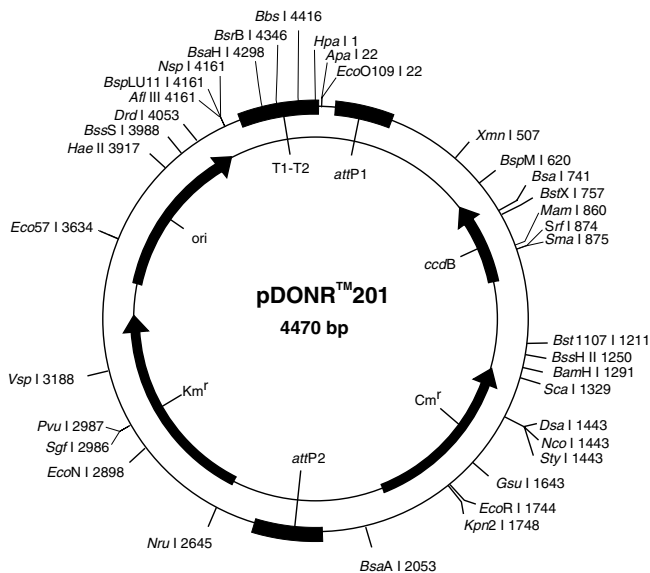 Bbs I 4416
BsrB I 4346
BsaH I 4298
Nsp I 4161
BspLU11 I 4161
Afl III 4161
Drd I 4053
BssS I 3988
Hae II 3917
Hpa I 1
Apa I 22
EcoO109 I 22
Xmn I 507
BspM I 620
Bsa I 741
BstX I 757
Mam I 860
Srf I 874
Sma I 875
T1-T2
attP1
Eco57 I 3634
ori
ccdB
pDONR™201
4470 bp
Bst1107 I 1211
BssH II 1250
BamH I 1291
Sca I 1329
Vsp I 3188
Kmʳ
Cmʳ
Dsa I 1443
Nco I 1443
Sty I 1443
Pvu I 2987
Sgf I 2986
EcoN I 2898
attP2
Gsu I 1643
EcoR I 1744
Kpn2 I 1748
Nru I 2645
BsaA I 2053